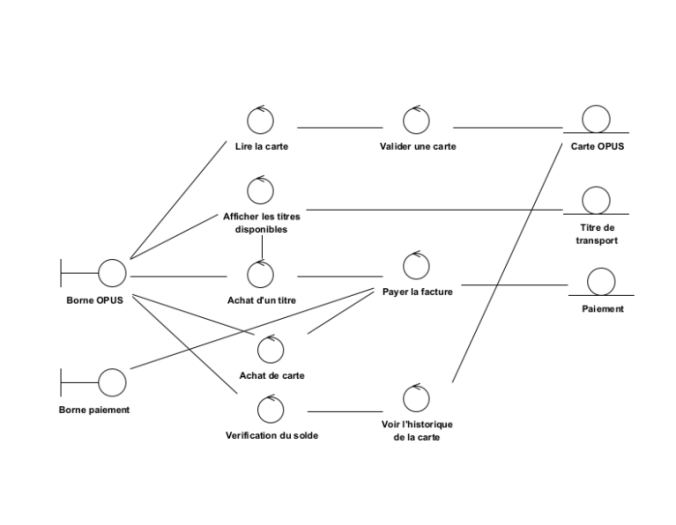 Lire la carte
Valider une carte
Carte OPUS
Afficher les titres
disponibles
Titre de
transport
Borne OPUS
Achat d'un titre
Payer la facture
Paiement
Achat de carte
Borne paiement
Verification du solde
Voir l'historique
de la carte